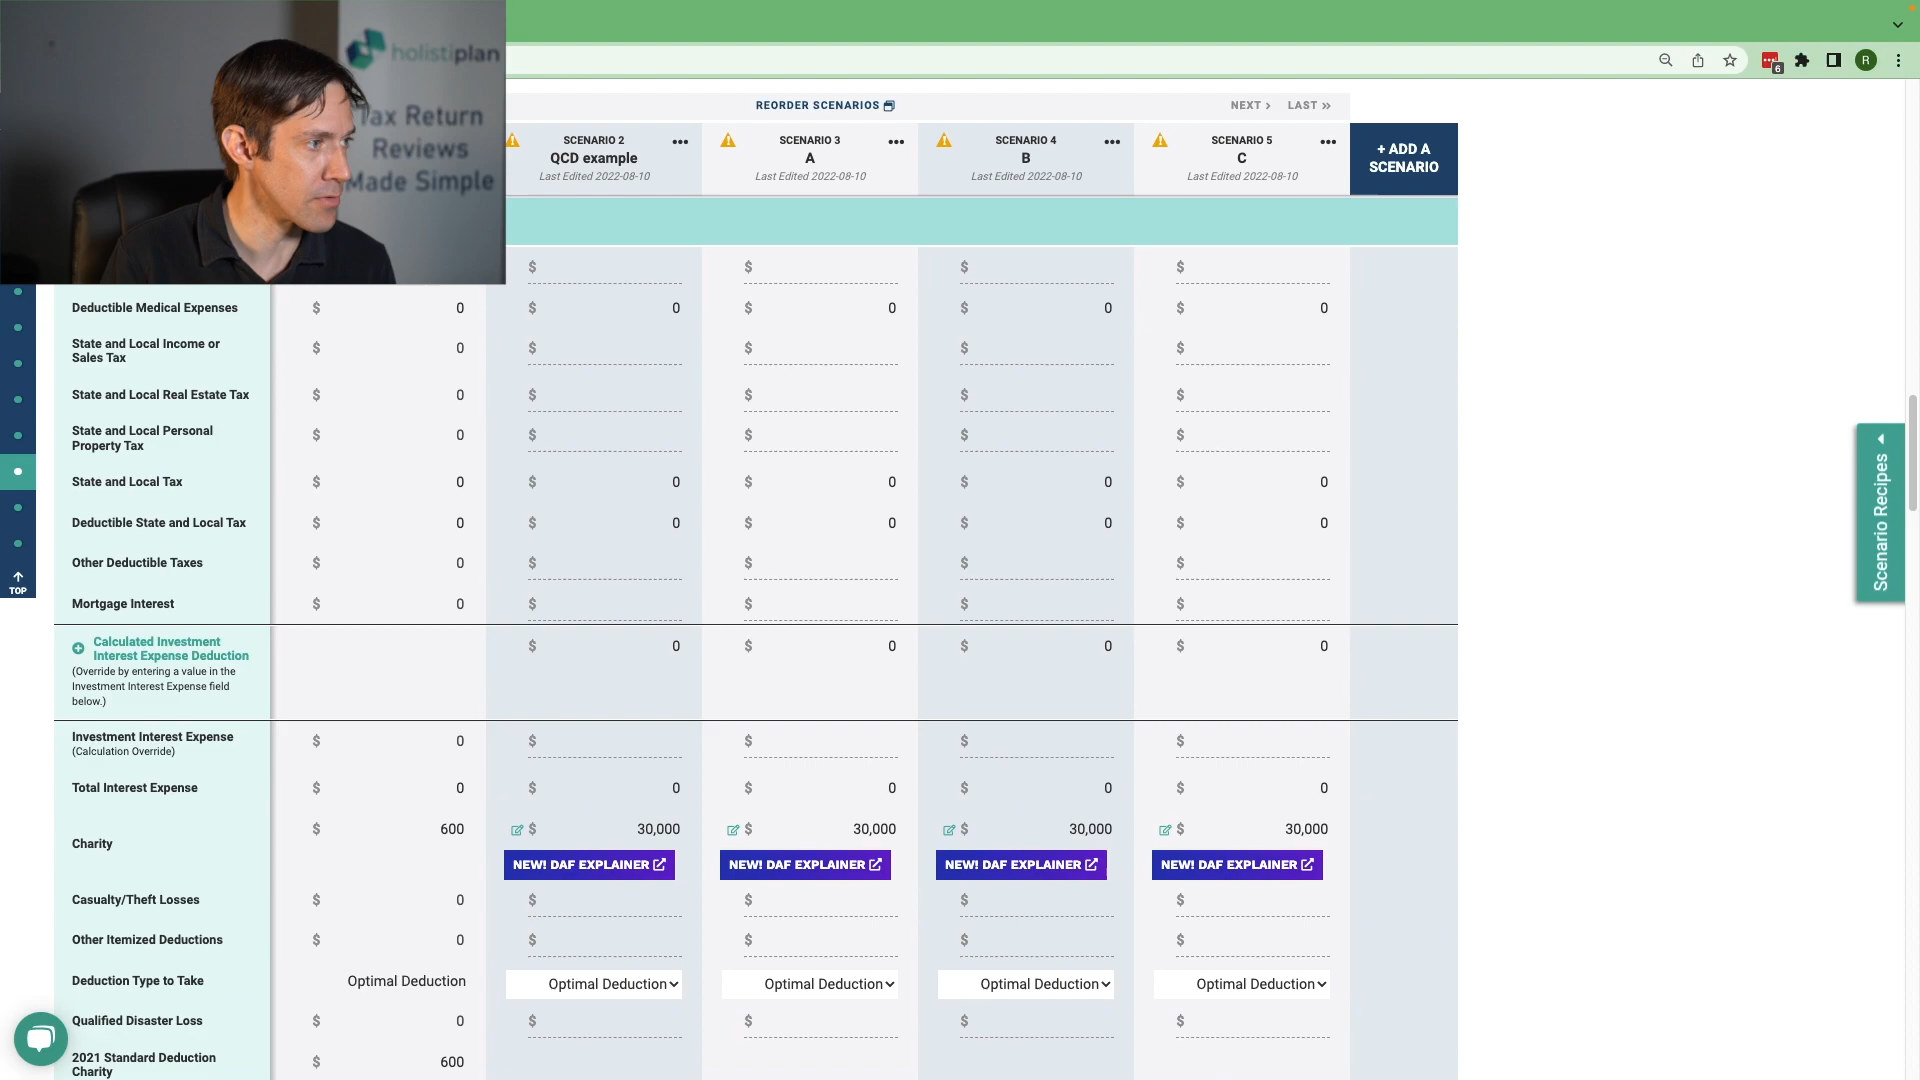 holistiplan
Tax Return
Reviews
Made Simple
6
R
REORDER SCENARIOS
NEXT
LAST
SCENARIO 2
QCD example
Last Edited 2022-08-10
SCENARIO 3
A
Last Edited 2022-08-10
SCENARIO 4
B
Last Edited 2022-08-10
SCENARIO 5
C
Last Edited 2022-08-10
+ ADD A
SCENARIO
$ $ $ $
Deductible Medical Expenses $ 0 $ 0 $ 0 $ 0 $ 0
State and Local Income or
Sales Tax
$ 0 $ $ $ $
State and Local Real Estate Tax $ 0 $ $ $ $
State and Local Personal
Property Tax
$ 0 $ $ $ $
State and Local Tax $ 0 $ 0 $ 0 $ 0 $ 0
Deductible State and Local Tax $ 0 $ 0 $ 0 $ 0 $ 0
Other Deductible Taxes $ 0 $ $ $ $
Mortgage Interest $ 0 $ $ $ $
Calculated Investment
Interest Expense Deduction
(Override by entering a value in the
Investment Interest Expense field
below.)
$ 0 $ 0 $ 0 $ 0
Investment Interest Expense
(Calculation Override)
$ 0 $ $ $ $
Total Interest Expense $ 0 $ 0 $ 0 $ 0 $ 0
Charity $ 600 $ 30,000 $ 30,000 $ 30,000 $ 30,000
NEW! DAF EXPLAINER NEW! DAF EXPLAINER NEW! DAF EXPLAINER NEW! DAF EXPLAINER
Casualty/Theft Losses $ 0 $ $ $ $
Other Itemized Deductions $ 0 $ $ $ $
Deduction Type to Take Optimal Deduction Optimal Deduction Optimal Deduction Optimal Deduction Optimal Deduction
Qualified Disaster Loss $ 0 $ $ $ $
2021 Standard Deduction
Charity
$ 600
TOP
Scenario Recipes